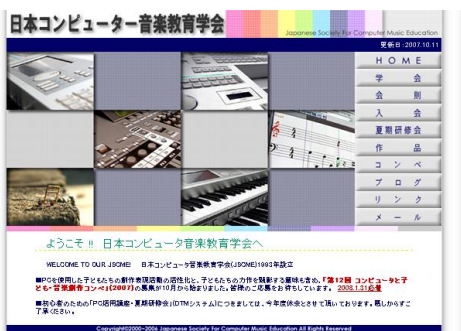 日本コンピューター音楽教育学会
Japanese Society For Computer Music Education
更新日:2007.10.11
HOME
学 会
会 則
入 会
夏期研修会
作 品
コンペ
ブログ
リンク
メール
ようこそ !! 日本コンピュータ音楽教育学会へ
WELCOME TO OUR JSCME! 日本コンピュータ音楽教育学会(JSCME)1993年設立
■PCを使用した子どもたちの創作表現活動の活性化と、子どもたちの力作を顕彰する意味も含め、「第12回 コンピュータと子
ども・音楽創作コンペ」(2007)の募集が10月から始まりました。皆様のご応募をお待ちしています。 2008.1.31必着
■初心者のための「PC活用講座・夏期研修会」(DTMシステム)につきましては、今年度休会とさせて頂いております。悪しからずご
了承ください。
Copyright©2000-2006 Japanese Society For Computer Music Education All Rights Reserved